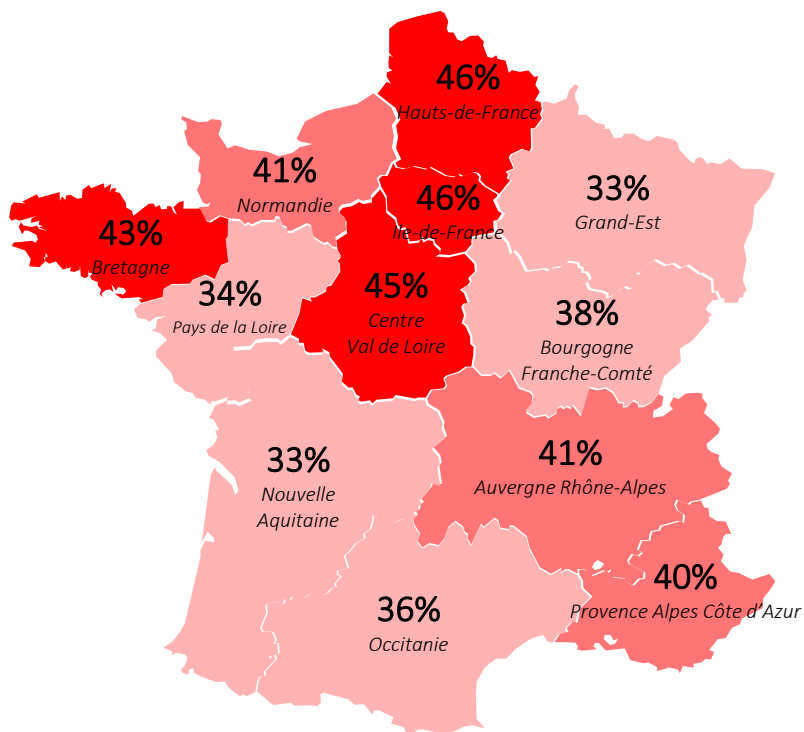 46%
Hauts-de-France
41%
Normandie
46%
Ile-de-France
33%
Grand-Est
43%
Bretagne
34%
Pays de la Loire
45%
Centre
Val de Loire
38%
Bourgogne
Franche-Comté
33%
Nouvelle
Aquitaine
41%
Auvergne Rhône-Alpes
36%
Occitanie
40%
Provence Alpes Côte d'Azur